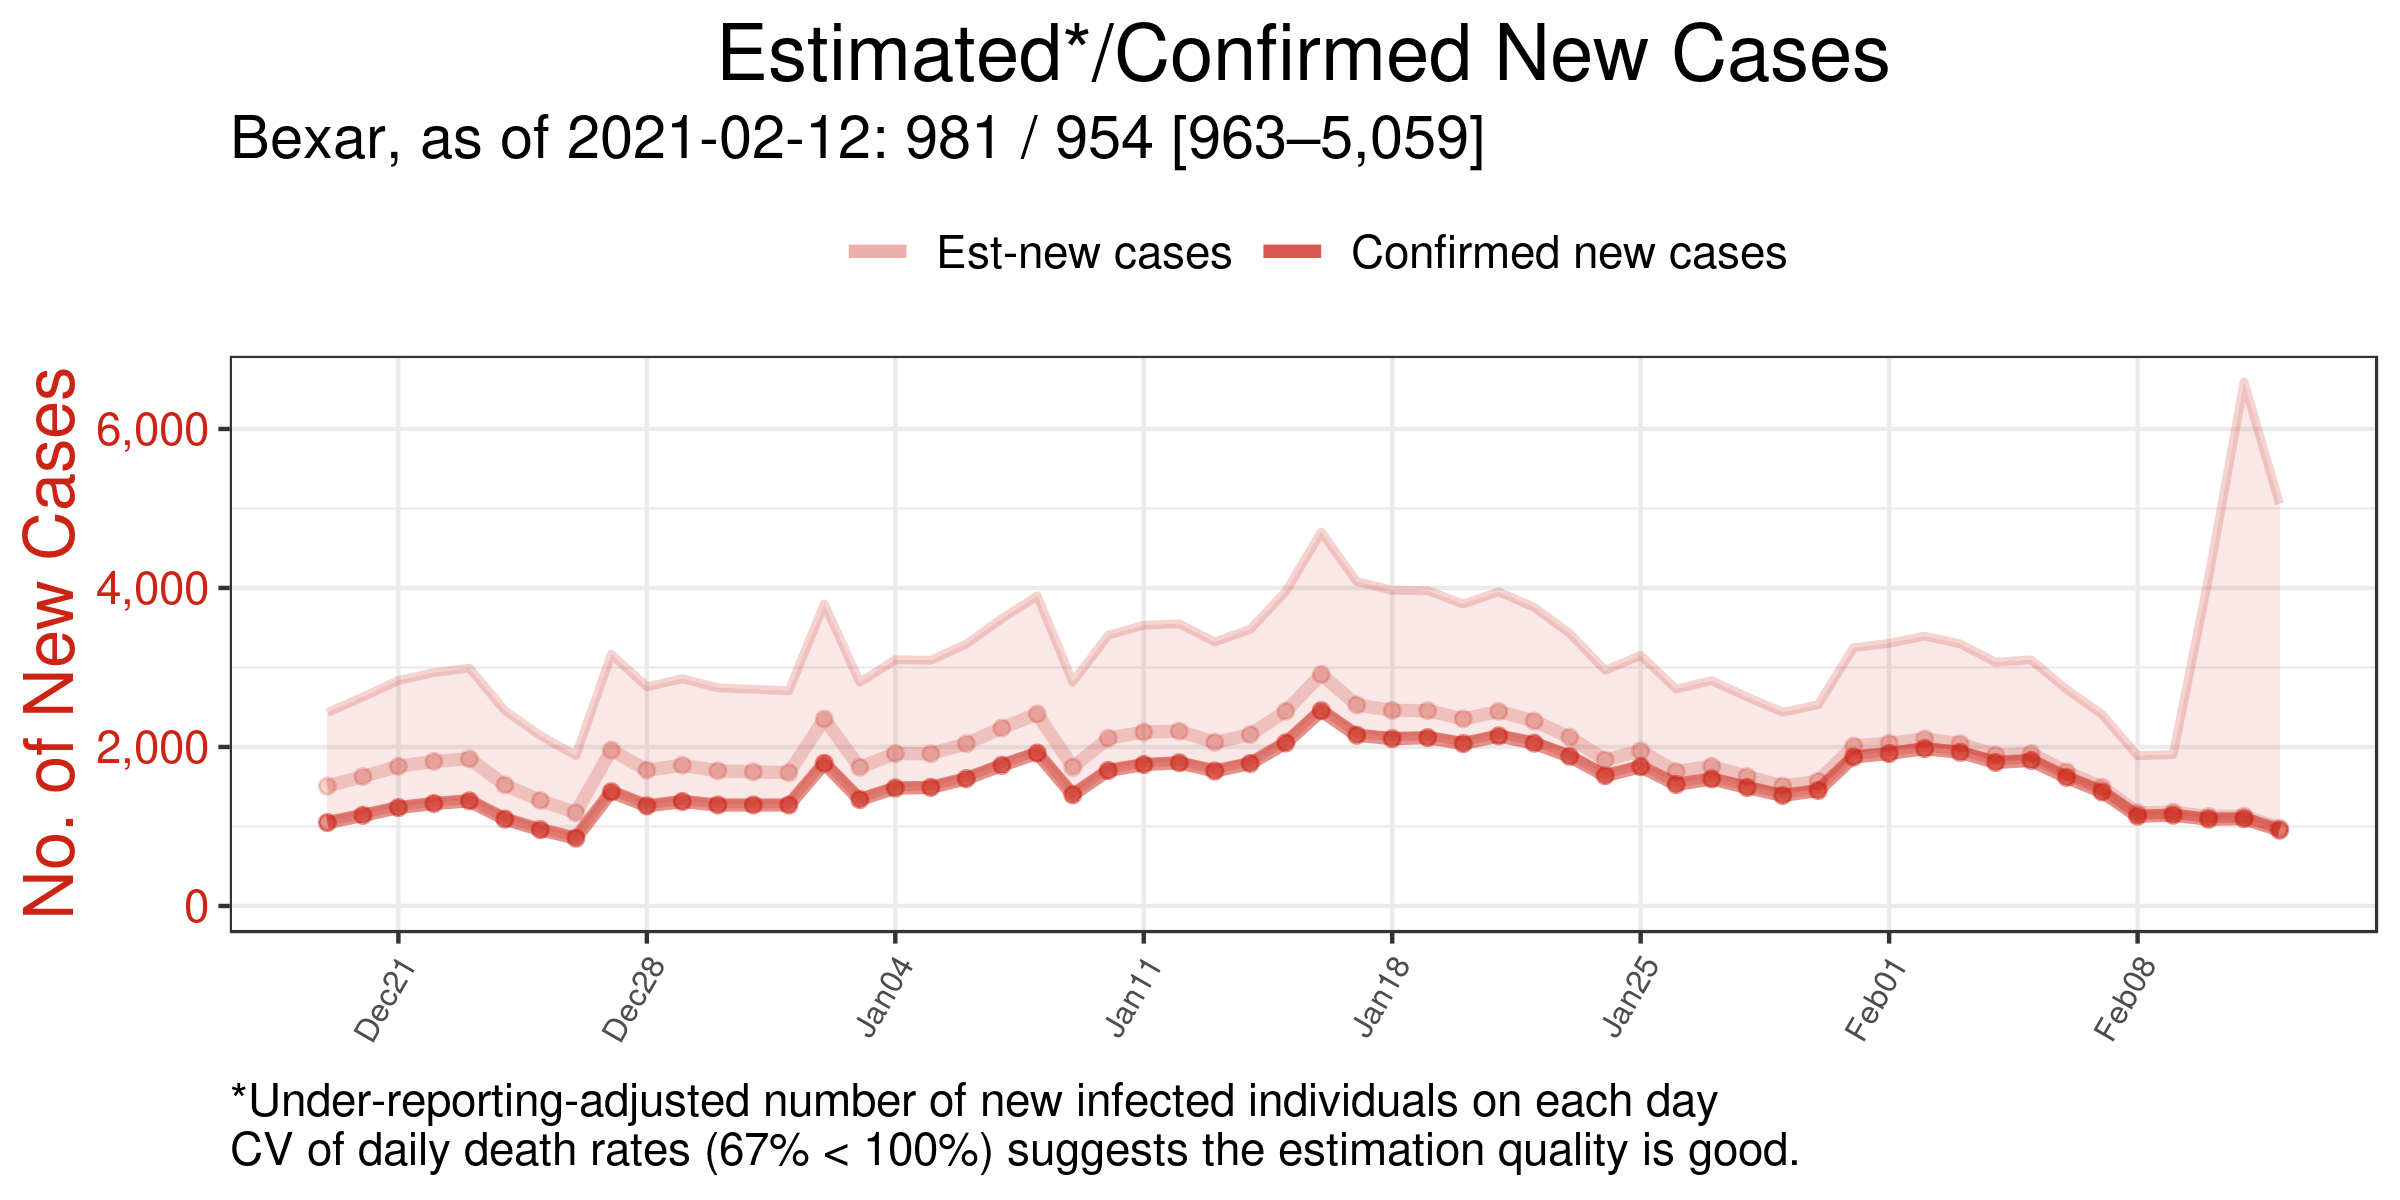 Estimated*/Confirmed New Cases
Bexar, as of 2021-02-12: 981 / 954 [963–5,059]
Est-new cases Confirmed new cases
No. of New Cases
6,000
4,000
2,000
0
Dec21 Dec28 Jan04 Jan11 Jan18 Jan25 Feb01 Feb08
*Under-reporting-adjusted number of new infected individuals on each day
CV of daily death rates (67% < 100%) suggests the estimation quality is good.